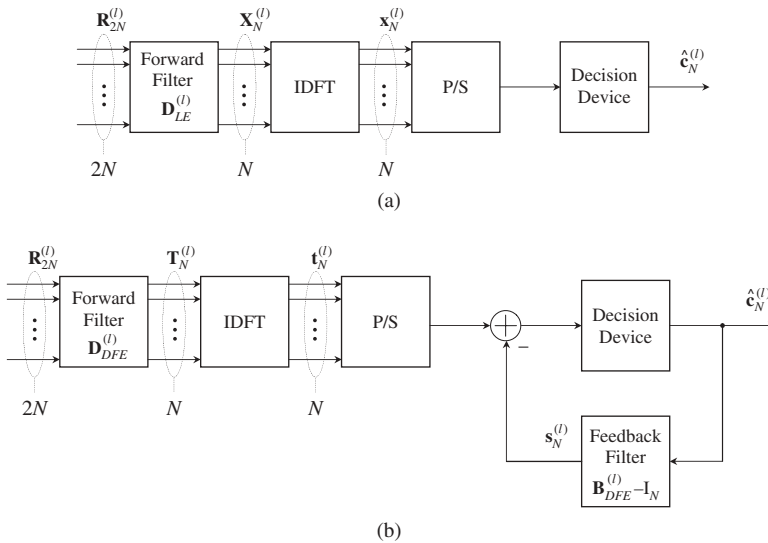 R_{2N}^{(l)} X_N^{(l)} x_N^{(l)}
Forward
Filter
D_{LE}^{(l)}
IDFT
P/S
Decision
Device
ĉ_N^{(l)}
2N N N
(a)
R_{2N}^{(l)} T_N^{(l)} t_N^{(l)}
Forward
Filter
D_{DFE}^{(l)}
IDFT
P/S
+
−
Decision
Device
ĉ_N^{(l)}
2N N N
s_N^{(l)}
Feedback
Filter
B_{DFE}^{(l)}–I_N
(b)